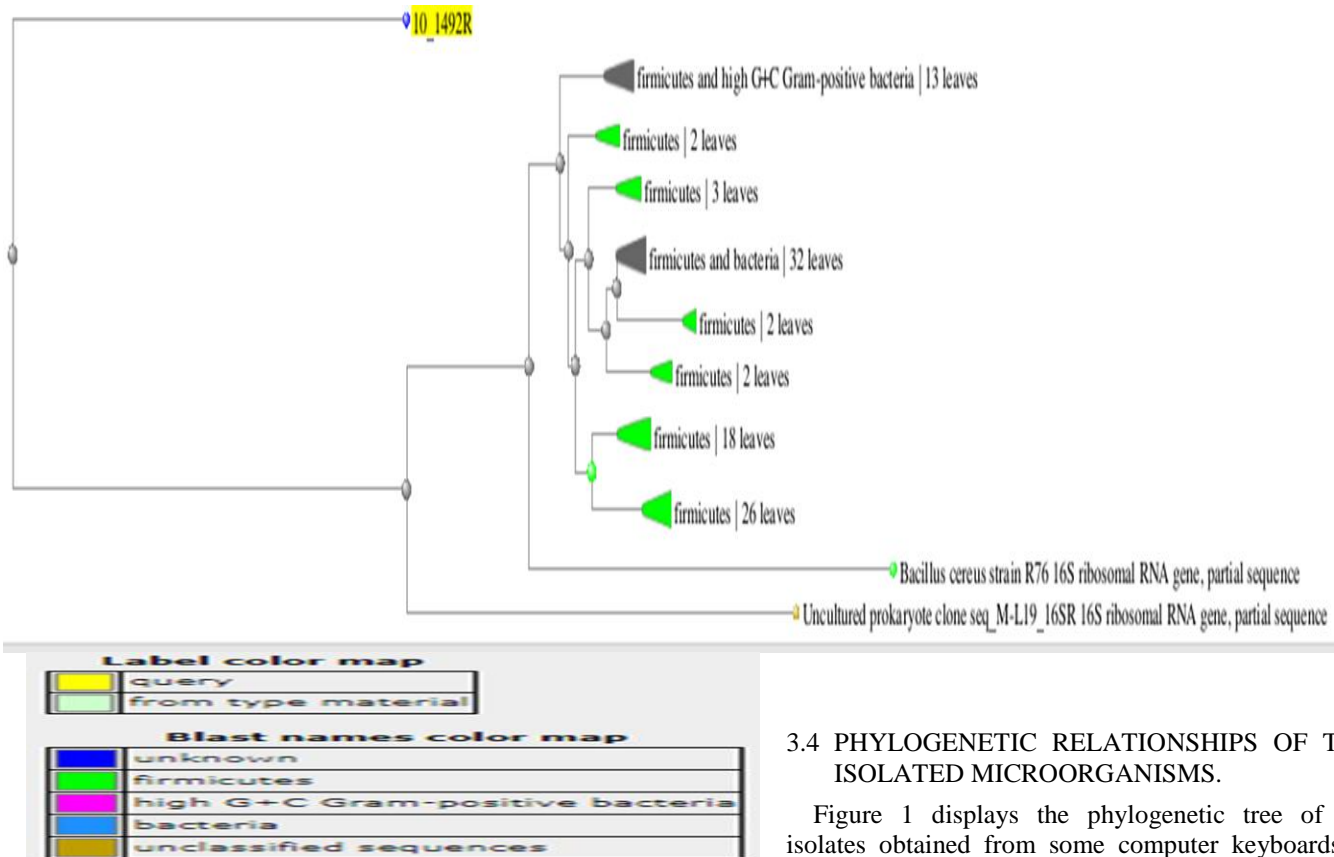 10_1492R
firmicutes and high G+C Gram-positive bacteria | 13 leaves
firmicutes | 2 leaves
firmicutes | 3 leaves
firmicutes and bacteria | 32 leaves
firmicutes | 2 leaves
firmicutes | 2 leaves
firmicutes | 18 leaves
firmicutes | 26 leaves
Bacillus cereus strain R76 16S ribosomal RNA gene, partial sequence
Uncultured prokaryote clone seq_M-L19_16SR 16S ribosomal RNA gene, partial sequence
Label color map
query
from type material
Blast names color map
unknown
firmicutes
high G+C Gram-positive bacteria
bacteria
unclassified sequences
3.4 PHYLOGENETIC RELATIONSHIPS OF T
ISOLATED MICROORGANISMS.
Figure 1 displays the phylogenetic tree of
isolates obtained from some computer keyboards